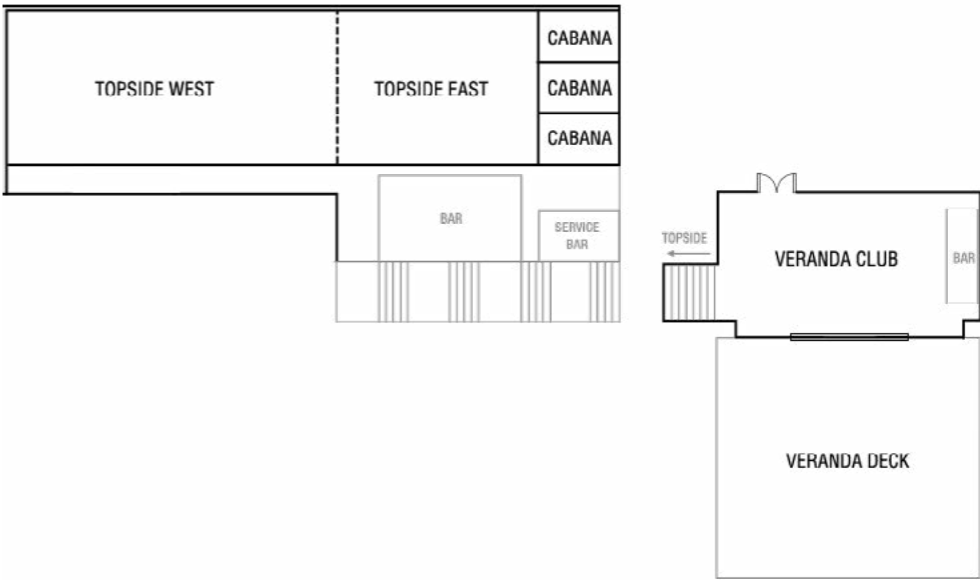 CABANA
TOPSIDE WEST
TOPSIDE EAST
CABANA
CABANA
BAR
SERVICE
BAR
TOPSIDE
VERANDA CLUB
BAR
VERANDA DECK